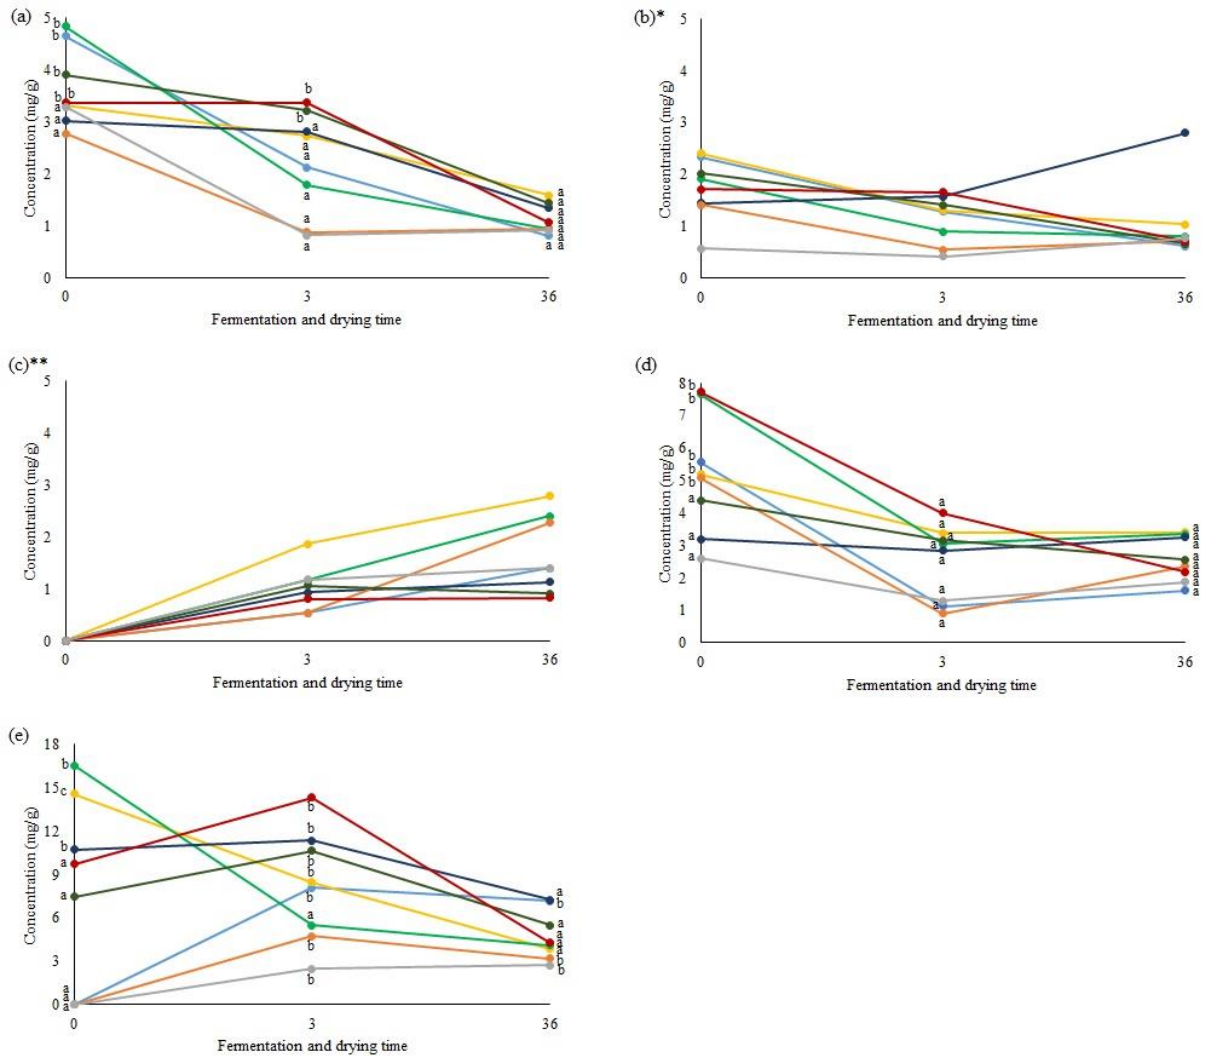 (a)
5
4
3
2
1
0
Concentration (mg/g)
b
b
b
b b
a
a
a
b
b a
a
a
a
a
a
a
a
a
a
a
a
a a
0 3 36
Fermentation and drying time
(b)*
5
4
3
2
1
0
Concentration (mg/g)
0 3 36
Fermentation and drying time
(c)**
5
4
3
2
1
0
Concentration (mg/g)
0 3 36
Fermentation and drying time
(d)
8
7
6
5
4
3
2
1
0
Concentration (mg/g)
b
b
b
b
b
a
a
a
a
a
a a
a
a
a
a
a
a
a
a
a
a
a
a
0 3 36
Fermentation and drying time
(e)
18
15
12
9
6
3
0
Concentration (mg/g)
b
c
b
a
a
a
a
a
b
b
b
b
b
a
b
b
a
b
a
a
a
a
b
b
0 3 36
Fermentation and drying time